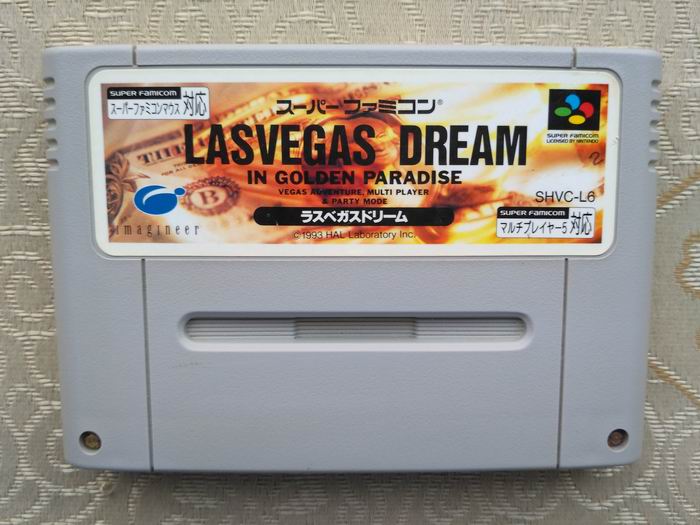 SUPER FAMICOM
スーパーファミコンマウス 対応
スーパーファミコン®
SUPER FAMICOM
LICENSED BY NINTENDO
LASVEGAS DREAM
IN GOLDEN PARADISE
VEGAS ADVENTURE, MULTI PLAYER
& PARTY MODE
SHVC-L6
imagineer
ラスベガスドリーム
SUPER FAMICOM
マルチプレイヤー5 対応
© 1993 HAL Laboratory Inc.